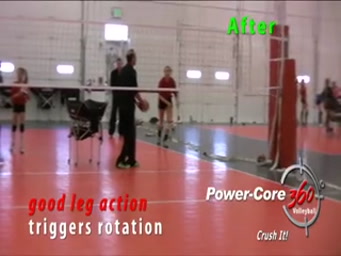 After
good leg action
triggers rotation
Power-Core 360
Volleyball
Crush It!